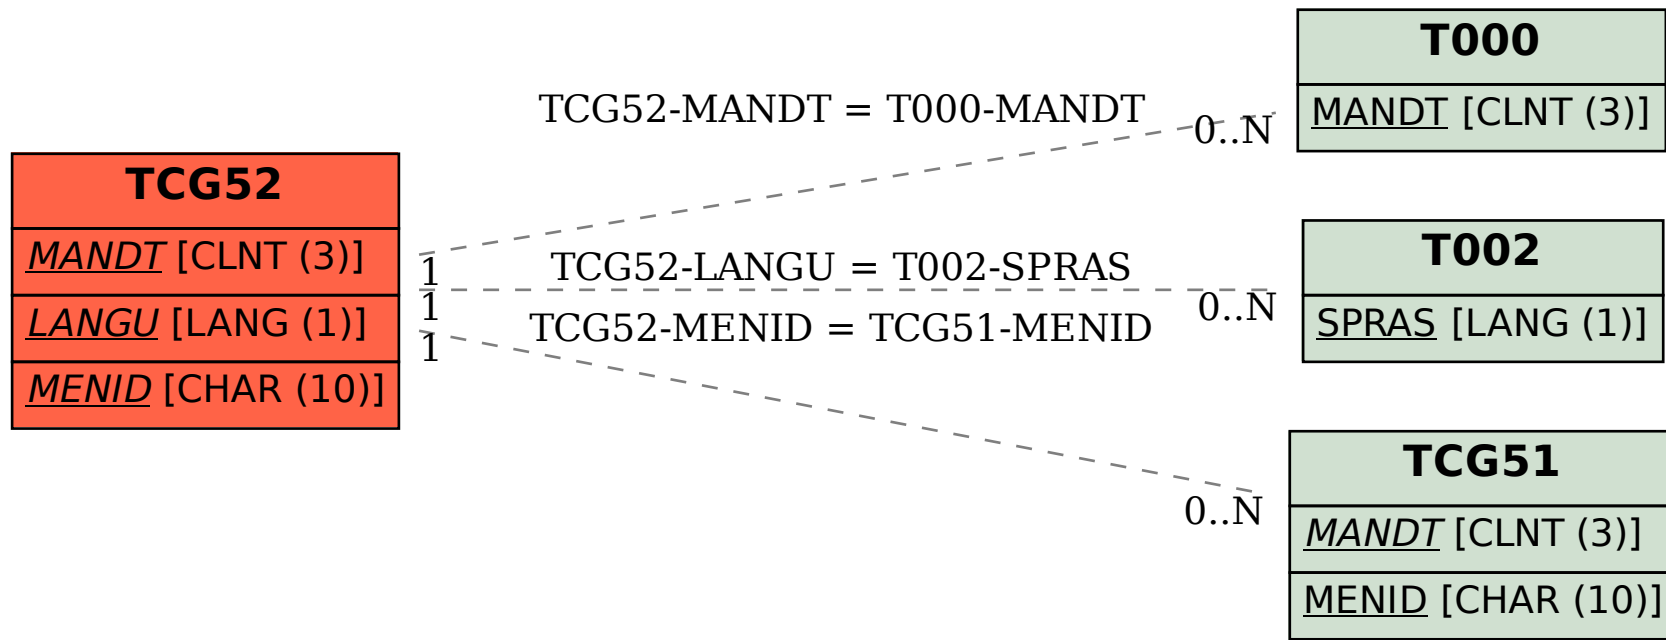 T000
MANDT [CLNT (3)]
TCG52-MANDT = T000-MANDT
0..N
TCG52
MANDT [CLNT (3)]
LANGU [LANG (1)]
MENID [CHAR (10)]
1
TCG52-LANGU = T002-SPRAS
1
0..N
TCG52-MENID = TCG51-MENID
1
T002
SPRAS [LANG (1)]
0..N
TCG51
MANDT [CLNT (3)]
MENID [CHAR (10)]